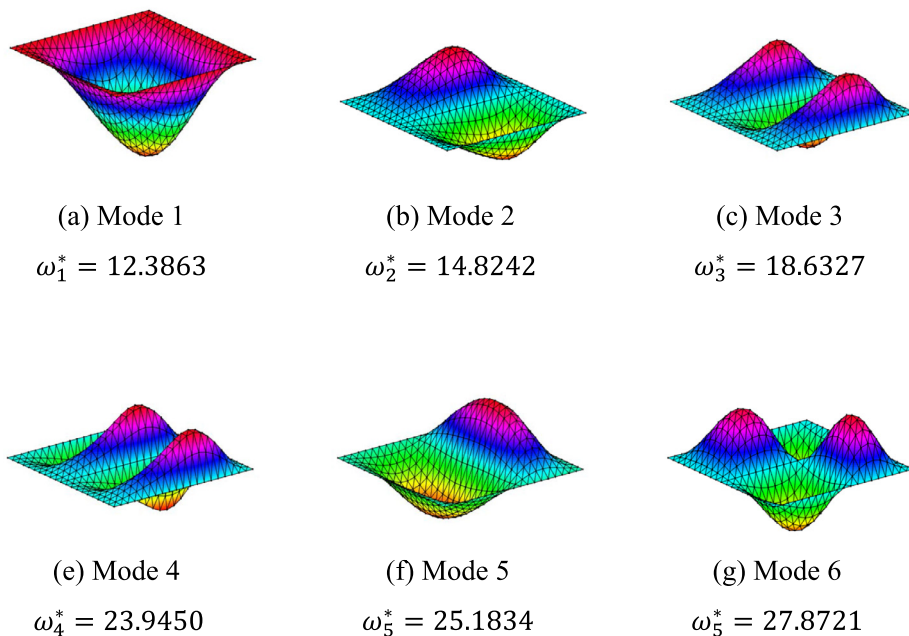 (a) Mode 1
(b) Mode 2
(c) Mode 3
ω₁* = 12.3863
ω₂* = 14.8242
ω₃* = 18.6327
(e) Mode 4
(f) Mode 5
(g) Mode 6
ω₄* = 23.9450
ω₅* = 25.1834
ω₅* = 27.8721